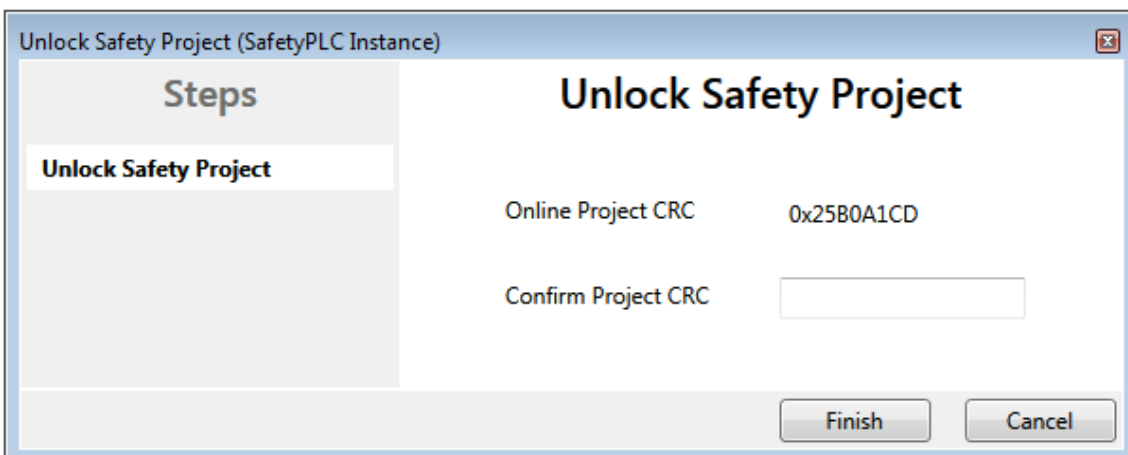 Unlock Safety Project (SafetyPLC Instance)
Steps
Unlock Safety Project
Unlock Safety Project
Online Project CRC 0x25B0A1CD
Confirm Project CRC
Finish Cancel